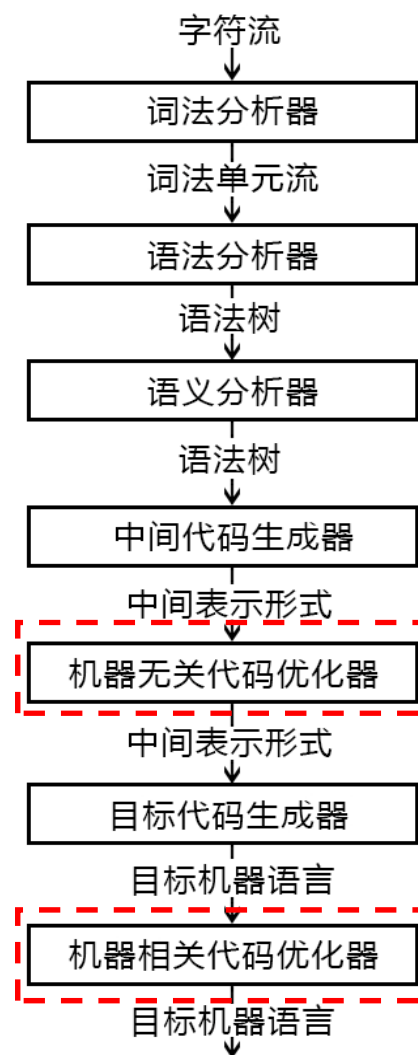 字符流
词法分析器
词法单元流
语法分析器
语法树
语义分析器
语法树
中间代码生成器
中间表示形式
机器无关代码优化器
中间表示形式
目标代码生成器
目标机器语言
机器相关代码优化器
目标机器语言